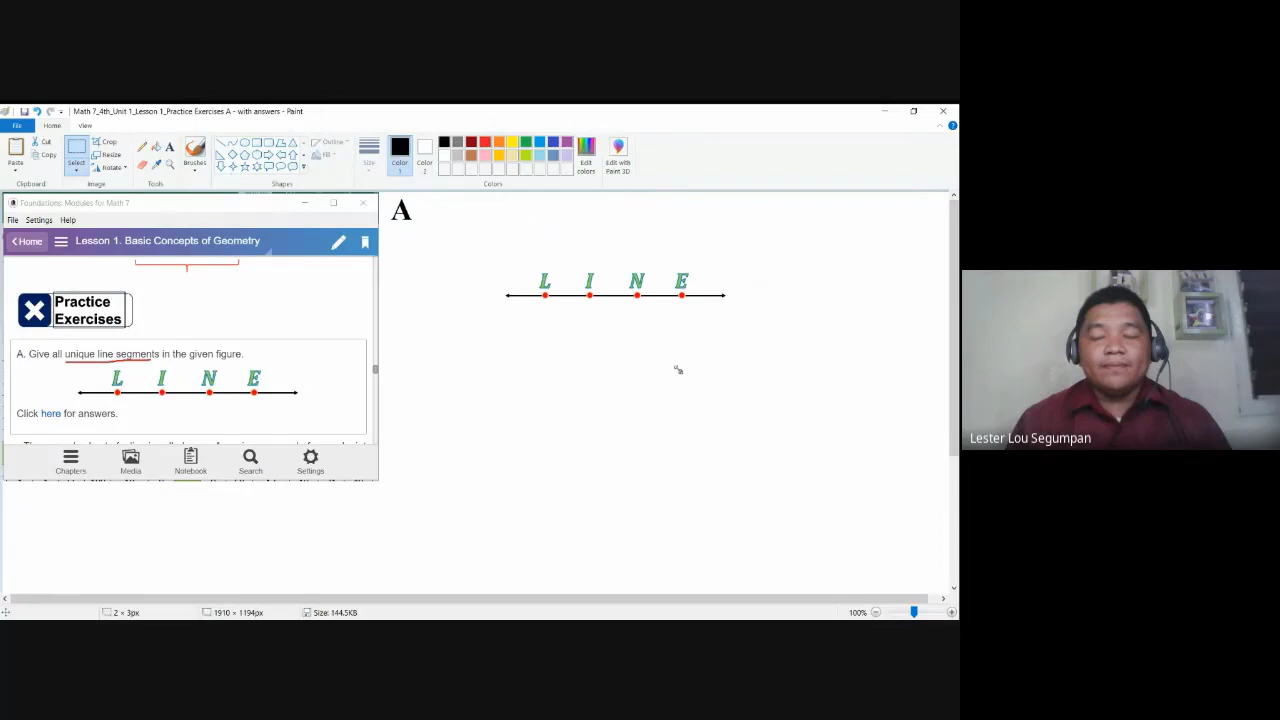 Math 7_4th_Unit 1_Lesson 1_Practice Exercises A - with answers - Paint
File Home View
Paste
Cut
Copy
Clipboard
Select
Crop
Resize
Rotate
Image
A
Tools
Brushes
Outline
Fill
Shapes
Size
Color
1
Color
2
Edit
colors
Colors
Edit with
Paint 3D
Foundations: Modules for Math 7
File Settings Help
Home
Lesson 1. Basic Concepts of Geometry
Practice
Exercises
A. Give all unique line segments in the given figure.
L I N E
Click here for answers.
Chapters Media Notebook Search Settings
A
L I N E
2 × 3px
1910 × 1194px
Size: 144.5KB
100%
Lester Lou Segumpan